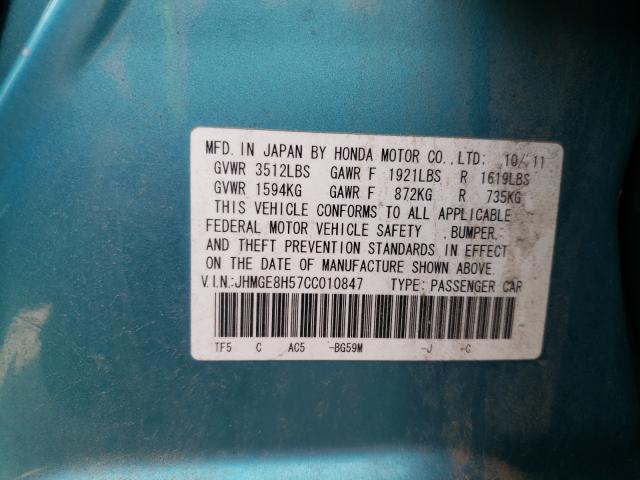 MFD. IN JAPAN BY HONDA MOTOR CO., LTD: 10/11
GVWR 3512LBS GAWR F 1921LBS R 1619LBS
GVWR 1594KG GAWR F 872KG R 735KG
THIS VEHICLE CONFORMS TO ALL APPLICABLE
FEDERAL MOTOR VEHICLE SAFETY , BUMPER,
AND THEFT PREVENTION STANDARDS IN EFFECT
ON THE DATE OF MANUFACTURE SHOWN ABOVE.
V.I.N.:JHMGE8H57CC010847 TYPE: PASSENGER CAR
TF5 C AC5 -BG59M -J -C